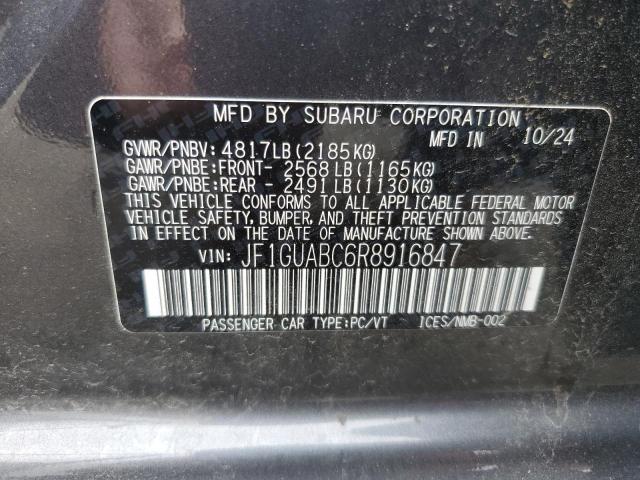 MFD BY SUBARU CORPORATION
MFD IN 10/24
GVWR/PNBV: 4817LB(2185KG)
GAWR/PNBE:FRONT- 2568LB(1165KG)
GAWR/PNBE:REAR - 2491LB(1130KG)
THIS VEHICLE CONFORMS TO ALL APPLICABLE FEDERAL MOTOR
VEHICLE SAFETY, BUMPER, AND THEFT PREVENTION STANDARDS
IN EFFECT ON THE DATE OF MANUFACTURE SHOWN ABOVE.
VIN: JF1GUABC6R8916847
PASSENGER CAR TYPE:PC/VT ICES/NMB-002